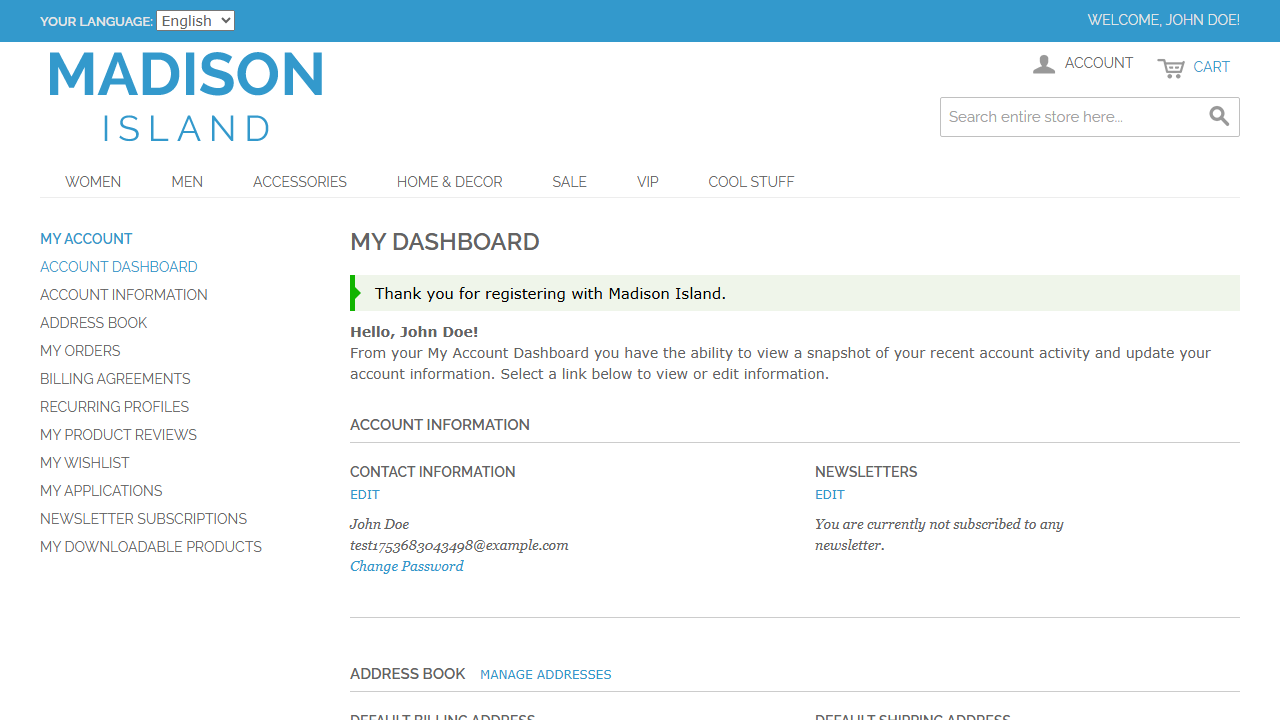 YOUR LANGUAGE: English
WELCOME, JOHN DOE!
MADISON
ISLAND
ACCOUNT
CART
Search entire store here...
WOMEN MEN ACCESSORIES HOME & DECOR SALE VIP COOL STUFF
MY ACCOUNT
ACCOUNT DASHBOARD
ACCOUNT INFORMATION
ADDRESS BOOK
MY ORDERS
BILLING AGREEMENTS
RECURRING PROFILES
MY PRODUCT REVIEWS
MY WISHLIST
MY APPLICATIONS
NEWSLETTER SUBSCRIPTIONS
MY DOWNLOADABLE PRODUCTS
MY DASHBOARD
Thank you for registering with Madison Island.
Hello, John Doe!
From your My Account Dashboard you have the ability to view a snapshot of your recent account activity and update your
account information. Select a link below to view or edit information.
ACCOUNT INFORMATION
CONTACT INFORMATION
EDIT
John Doe
test1753683043498@example.com
Change Password
NEWSLETTERS
EDIT
You are currently not subscribed to any
newsletter.
ADDRESS BOOK MANAGE ADDRESSES
DEFAULT BILLING ADDRESS
DEFAULT SHIPPING ADDRESS